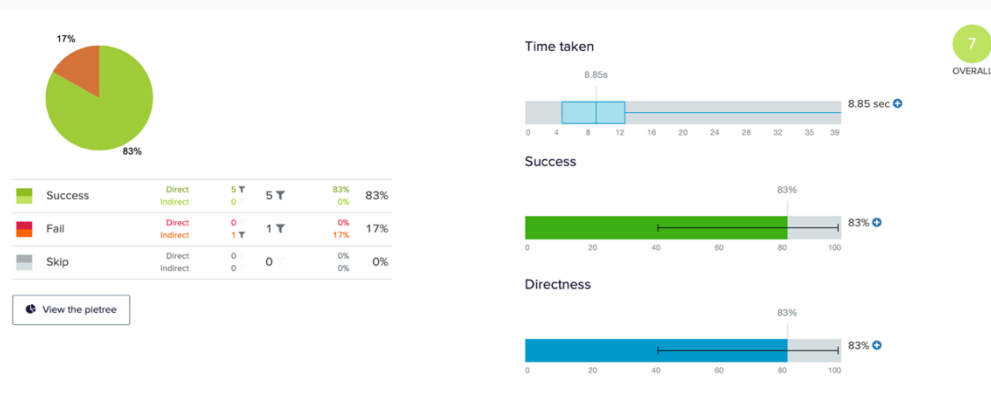 17%
83%
Success Direct 5 5 83% 83%
Indirect 0 0%
Fail Direct 0 1 0% 17%
Indirect 1 17%
Skip Direct 0 0 0% 0%
Indirect 0 0%
View the pietree
Time taken
8.85s
8.85 sec
0 4 8 12 16 20 24 28 32 35 39
Success
83%
83%
0 20 40 60 80 100
Directness
83%
83%
0 20 40 60 80 100
7
OVERALL